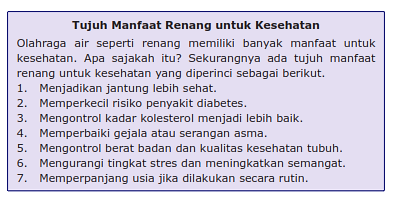 Tujuh Manfaat Renang untuk Kesehatan
Olahraga air seperti renang memiliki banyak manfaat untuk
kesehatan. Apa sajakah itu? Sekurangnya ada tujuh manfaat
renang untuk kesehatan yang diperinci sebagai berikut.
1. Menjadikan jantung lebih sehat.
2. Memperkecil risiko penyakit diabetes.
3. Mengontrol kadar kolesterol menjadi lebih baik.
4. Memperbaiki gejala atau serangan asma.
5. Mengontrol berat badan dan kualitas kesehatan tubuh.
6. Mengurangi tingkat stres dan meningkatkan semangat.
7. Memperpanjang usia jika dilakukan secara rutin.